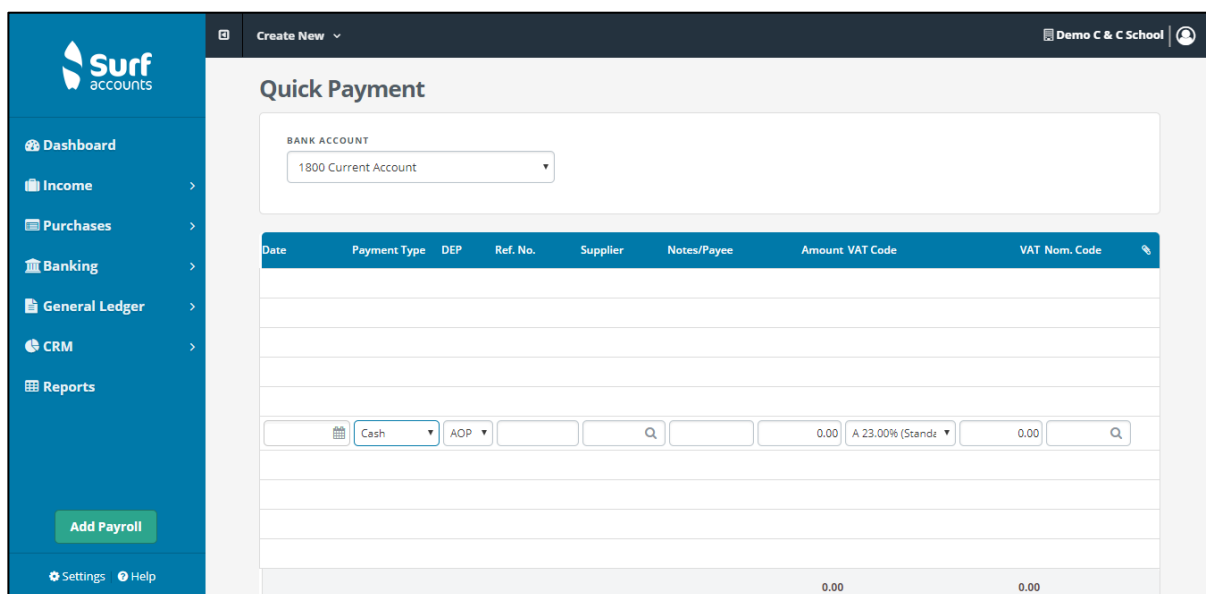 Surf
accounts
Create New
Demo C & C School
Dashboard
Income
Purchases
Banking
General Ledger
CRM
Reports
Add Payroll
Settings Help
Quick Payment
BANK ACCOUNT
1800 Current Account
Date Payment Type DEP Ref. No. Supplier Notes/Payee Amount VAT Code VAT Nom. Code
Cash AOP 0.00 A 23.00% (Standa 0.00
0.00 0.00